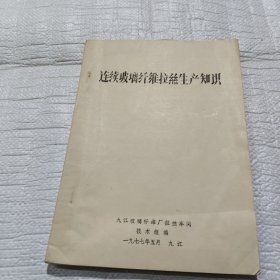 连续玻璃纤维拉丝生产知识
九江玻璃纤维厂拉丝车间
技术组编
一九七七年五月 九江